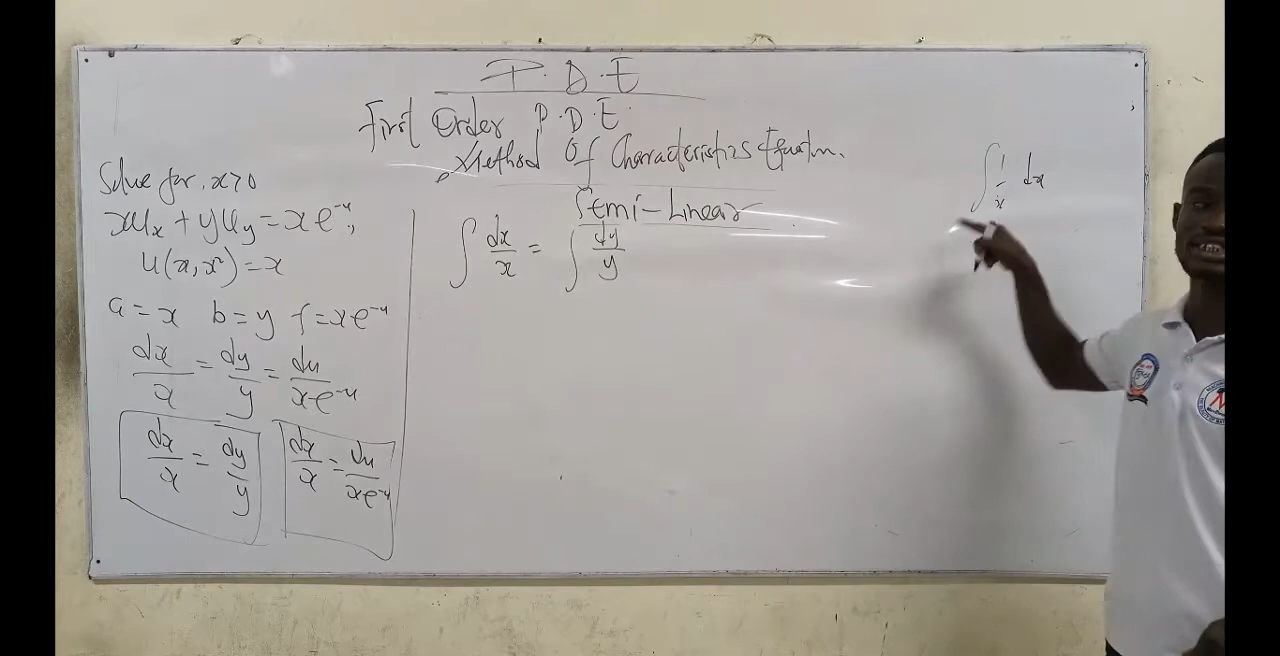 P.D.E
First Order P.D.E.
Method Of Characteristics Equation.
Semi-Linear
Solve for x>0
xu_x + yu_y = xe^{-u},
u(x, x²) = x
a = x b = y f = xe^{-u}
dx/x = dy/y = du/xe^{-u}
dx/x = dy/y
dx/x = du/xe^{-u}
∫ dx/x = ∫ dy/y
∫ 1/x dx